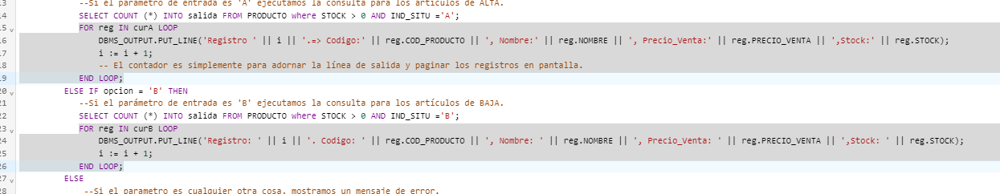 13 --Si el parámetro de entrada es 'A' ejecutamos la consulta para los artículos de ALTA.
14 SELECT COUNT (*) INTO salida FROM PRODUCTO where STOCK > 0 AND IND_SITU ='A';
15 FOR reg IN curA LOOP
16 DBMS_OUTPUT.PUT_LINE('Registro ' || i || '.=> Codigo:' || reg.COD_PRODUCTO || ', Nombre:' || reg.NOMBRE || ', Precio_Venta:' || reg.PRECIO_VENTA || ',Stock:' || reg.STOCK);
17 i := i + 1;
18 -- El contador es simplemente para adornar la línea de salida y paginar los registros en pantalla.
19 END LOOP;
20 ELSE IF opcion = 'B' THEN
21 --Si el parámetro de entrada es 'B' ejecutamos la consulta para los artículos de BAJA.
22 SELECT COUNT (*) INTO salida FROM PRODUCTO where STOCK > 0 AND IND_SITU ='B';
23 FOR reg IN curB LOOP
24 DBMS_OUTPUT.PUT_LINE('Registro: ' || i || '. Codigo: ' || reg.COD_PRODUCTO || ', Nombre: ' || reg.NOMBRE || ', Precio_Venta: ' || reg.PRECIO_VENTA || ',Stock: ' || reg.STOCK);
25 i := i + 1;
26 END LOOP;
27 ELSE
28 --Si el parametro es cualquier otra cosa, mostramos un mensaje de error.